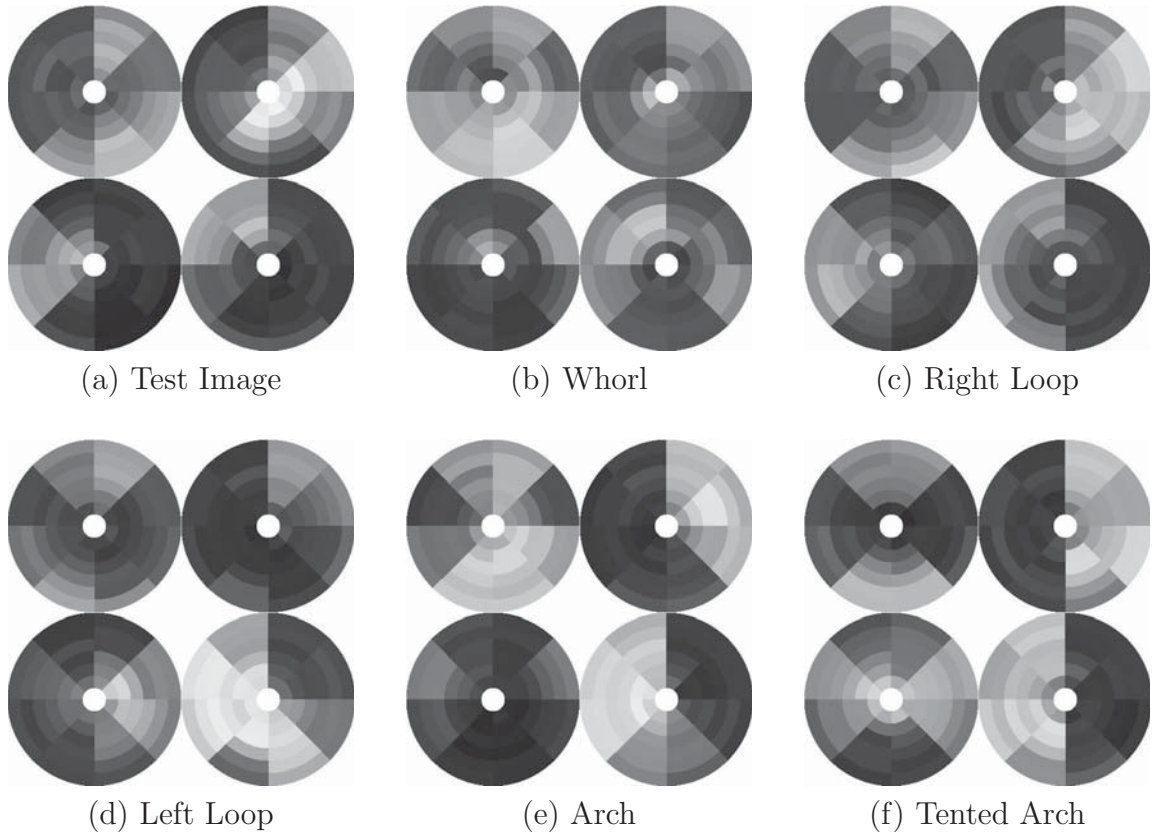 (a) Test Image
(b) Whorl
(c) Right Loop
(d) Left Loop
(e) Arch
(f) Tented Arch